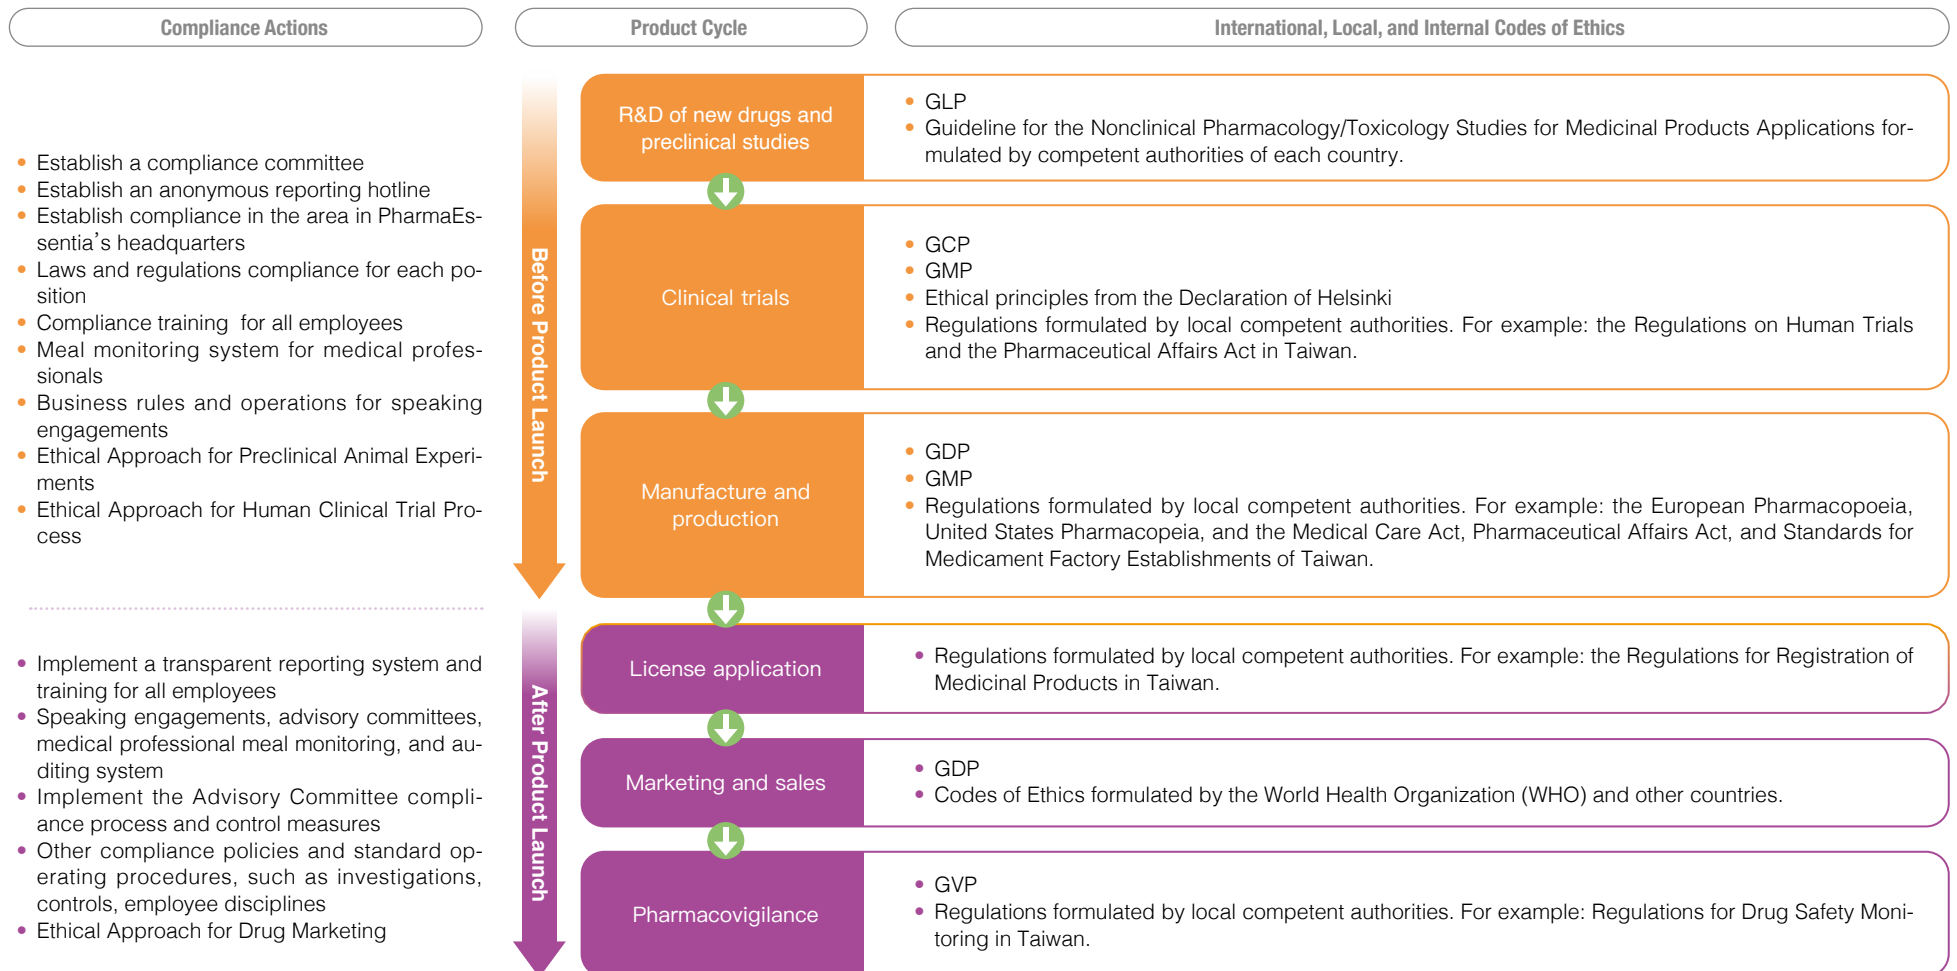 Compliance Actions
Product Cycle
International, Local, and Internal Codes of Ethics
• Establish a compliance committee
• Establish an anonymous reporting hotline
• Establish compliance in the area in PharmaEs-
sentia’s headquarters
• Laws and regulations compliance for each po-
sition
• Compliance training for all employees
• Meal monitoring system for medical profes-
sionals
• Business rules and operations for speaking
engagements
• Ethical Approach for Preclinical Animal Experi-
ments
• Ethical Approach for Human Clinical Trial Pro-
cess
• Implement a transparent reporting system and
training for all employees
• Speaking engagements, advisory committees,
medical professional meal monitoring, and au-
diting system
• Implement the Advisory Committee compli-
ance process and control measures
• Other compliance policies and standard op-
erating procedures, such as investigations,
controls, employee disciplines
• Ethical Approach for Drug Marketing
Before Product Launch
After Product Launch
R&D of new drugs and
preclinical studies
• GLP
• Guideline for the Nonclinical Pharmacology/Toxicology Studies for Medicinal Products Applications for-
mulated by competent authorities of each country.
Clinical trials
• GCP
• GMP
• Ethical principles from the Declaration of Helsinki
• Regulations formulated by local competent authorities. For example: the Regulations on Human Trials
and the Pharmaceutical Affairs Act in Taiwan.
Manufacture and
production
• GDP
• GMP
• Regulations formulated by local competent authorities. For example: the European Pharmacopoeia,
United States Pharmacopeia, and the Medical Care Act, Pharmaceutical Affairs Act, and Standards for
Medicament Factory Establishments of Taiwan.
License application
• Regulations formulated by local competent authorities. For example: the Regulations for Registration of
Medicinal Products in Taiwan.
Marketing and sales
• GDP
• Codes of Ethics formulated by the World Health Organization (WHO) and other countries.
Pharmacovigilance
• GVP
• Regulations formulated by local competent authorities. For example: Regulations for Drug Safety Moni-
toring in Taiwan.